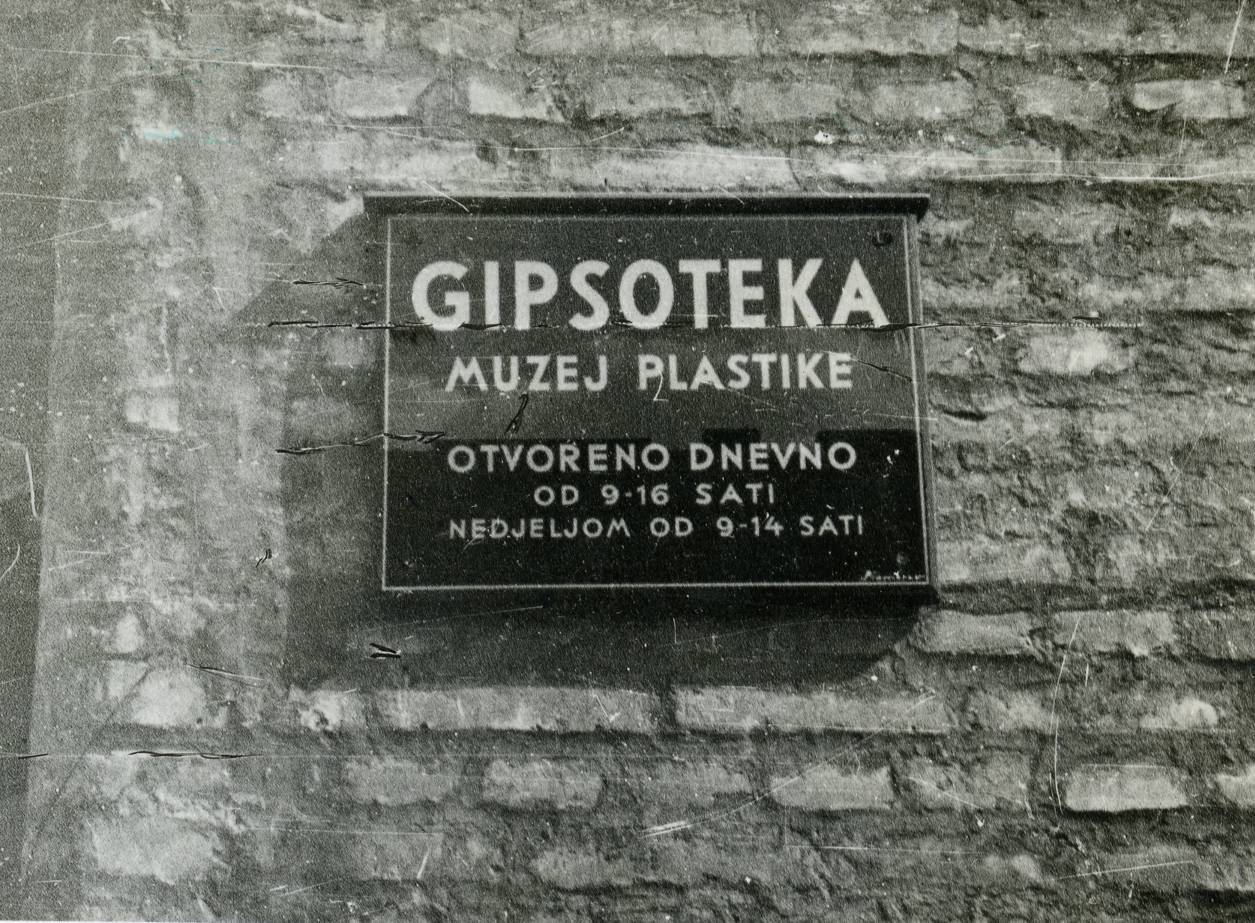 GIPSOTEKA
MUZEJ PLASTIKE
OTVORENO DNEVNO
OD 9-16 SATI
NEDJELJOM OD 9-14 SATI